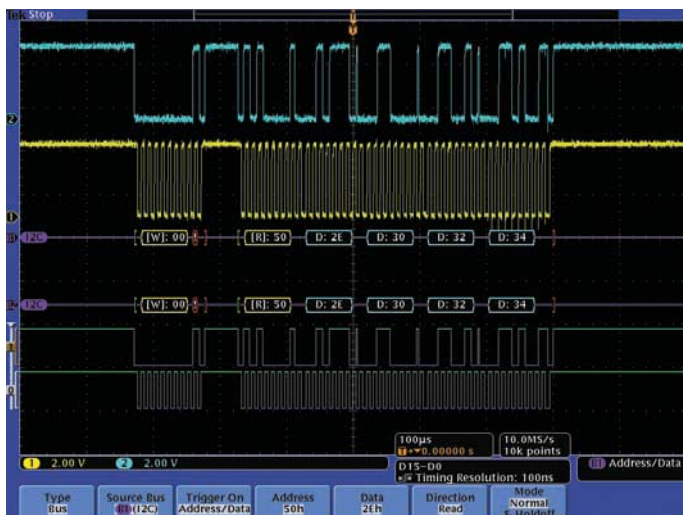 Tek Stop
2
1
B1 I2C [W]: 00 ! [R]: 50 D: 2E D: 30 D: 32 D: 34
B2 I2C [W]: 00 ! [R]: 50 D: 2E D: 30 D: 32 D: 34
1
0
100µs 10.0MS/s
T→▼0.00000 s 10k points
1 2.00 V 2 2.00 V
D15-D0
Timing Resolution: 100ns
B1 Address/Data
Type
Bus
Source Bus
B1 (I2C)
Trigger On
Address/Data
Address
50h
Data
2Eh
Direction
Read
Mode
Normal
& Holdoff